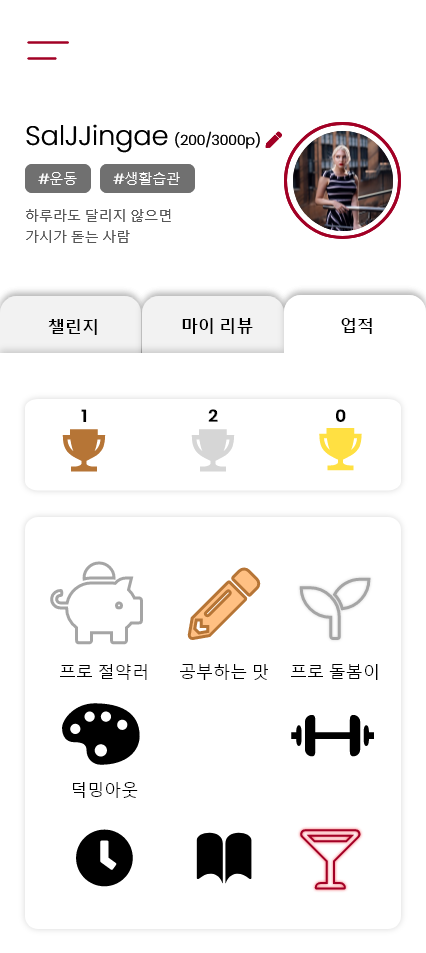 SalJJingae (200/3000p)
#운동 #생활습관
하루라도 달리지 않으면
가시가 돋는 사람
챌린지 마이 리뷰 업적
1 2 0
프로 절약러 공부하는 맛 프로 돌봄이
덕밍아웃